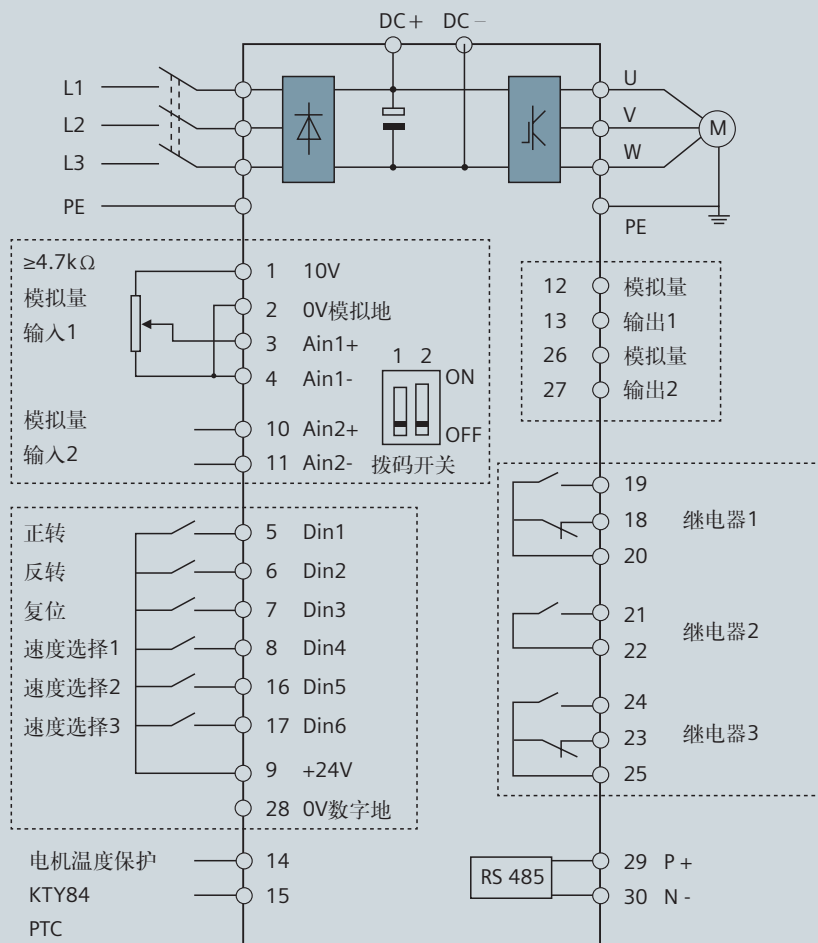 DC+ DC−
L1
L2
L3
PE
U
V
W
M
PE
≥4.7kΩ
模拟量
输入1
1 10V
2 0V模拟地
3 Ain1+
4 Ain1-
1 2
ON
OFF
拨码开关
模拟量
输入2
10 Ain2+
11 Ain2-
正转 5 Din1
反转 6 Din2
复位 7 Din3
速度选择1 8 Din4
速度选择2 16 Din5
速度选择3 17 Din6
9 +24V
28 0V数字地
电机温度保护 14
KTY84 15
PTC
12 模拟量
13 输出1
26 模拟量
27 输出2
19
18 继电器1
20
21
继电器2
22
24
23 继电器3
25
RS 485
29 P+
30 N-